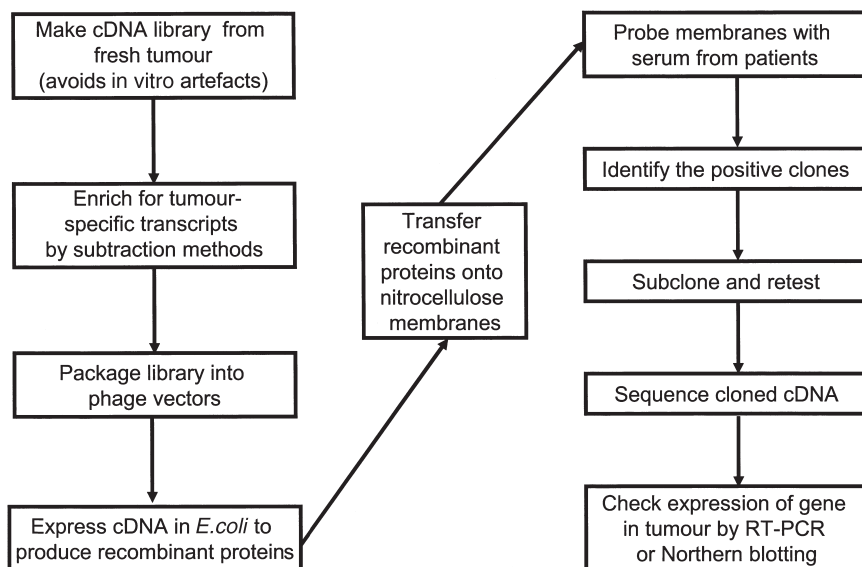 Make cDNA library from
fresh tumour
(avoids in vitro artefacts)
Enrich for tumour-
specific transcripts
by subtraction methods
Package library into
phage vectors
Express cDNA in E.coli to
produce recombinant proteins
Transfer
recombinant
proteins onto
nitrocellulose
membranes
Probe membranes with
serum from patients
Identify the positive clones
Subclone and retest
Sequence cloned cDNA
Check expression of gene
in tumour by RT-PCR
or Northern blotting